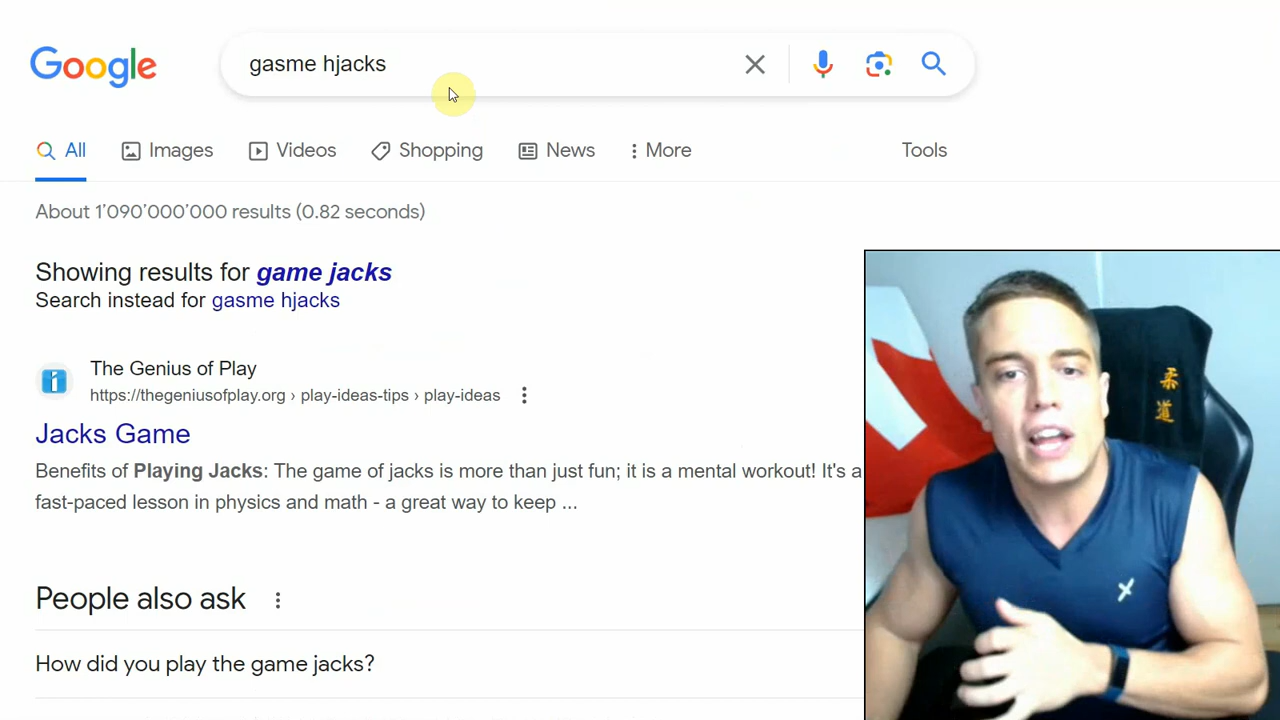 Google
gasme hjacks
All Images Videos Shopping News More Tools
About 1’090’000’000 results (0.82 seconds)
Showing results for game jacks
Search instead for gasme hjacks
The Genius of Play
https://thegeniusofplay.org › play-ideas-tips › play-ideas
Jacks Game
Benefits of Playing Jacks: The game of jacks is more than just fun; it is a mental workout! It's a
fast-paced lesson in physics and math - a great way to keep ...
People also ask
How did you play the game jacks?
柔
道